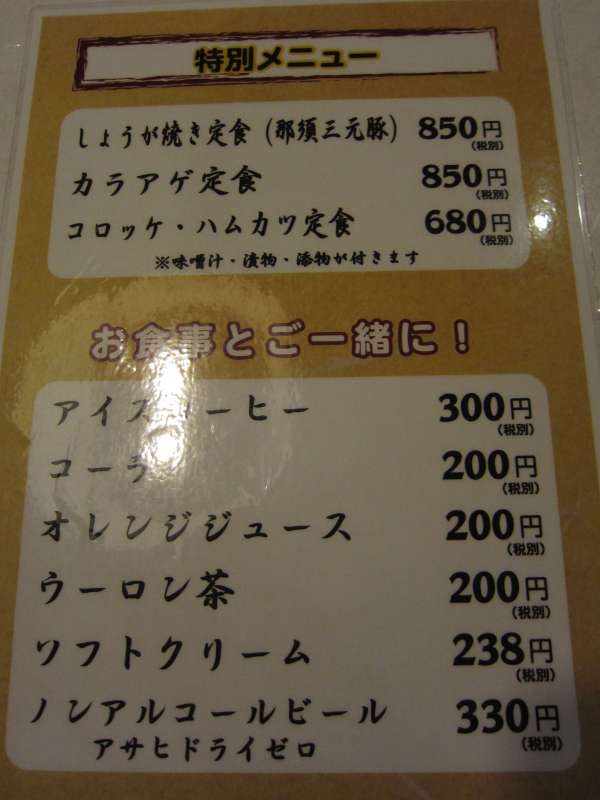 特別メニュー
しょうが焼き定食(那須三元豚) 850円
(税別)
カラアゲ定食 850円
(税別)
コロッケ・ハムカツ定食 680円
(税別)
※味噌汁・漬物・添物が付きます
お食事とご一緒に!
アイスコーヒー 300円
(税別)
コーラ 200円
(税別)
オレンジジュース 200円
(税別)
ウーロン茶 200円
(税別)
ソフトクリーム 238円
(税別)
ノンアルコールビール 330円
アサヒドライゼロ (税別)